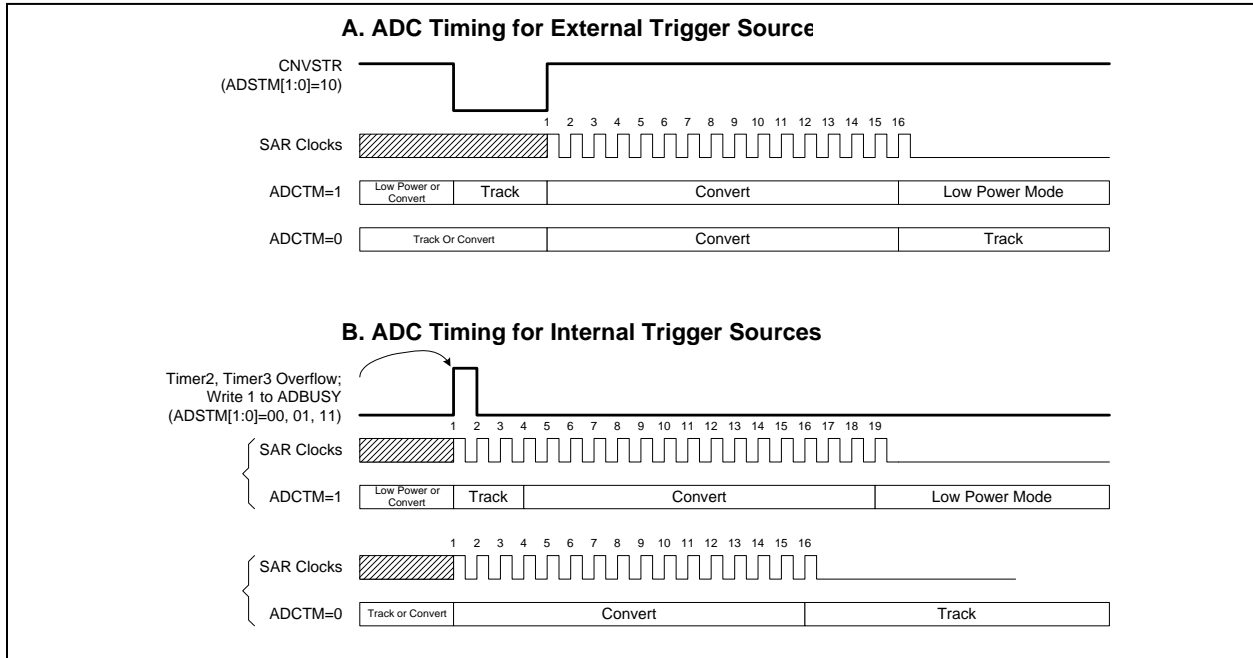 A. ADC Timing for External Trigger Source
CNVSTR
(ADSTM[1:0]=10)
1 2 3 4 5 6 7 8 9 10 11 12 13 14 15 16
SAR Clocks
ADCTM=1
Low Power or
Convert
Track
Convert
Low Power Mode
ADCTM=0
Track Or Convert
Convert
Track
B. ADC Timing for Internal Trigger Sources
Timer2, Timer3 Overflow;
Write 1 to ADBUSY
(ADSTM[1:0]=00, 01, 11)
1 2 3 4 5 6 7 8 9 10 11 12 13 14 15 16 17 18 19
SAR Clocks
ADCTM=1
Low Power or
Convert
Track
Convert
Low Power Mode
1 2 3 4 5 6 7 8 9 10 11 12 13 14 15 16
SAR Clocks
ADCTM=0
Track or Convert
Convert
Track